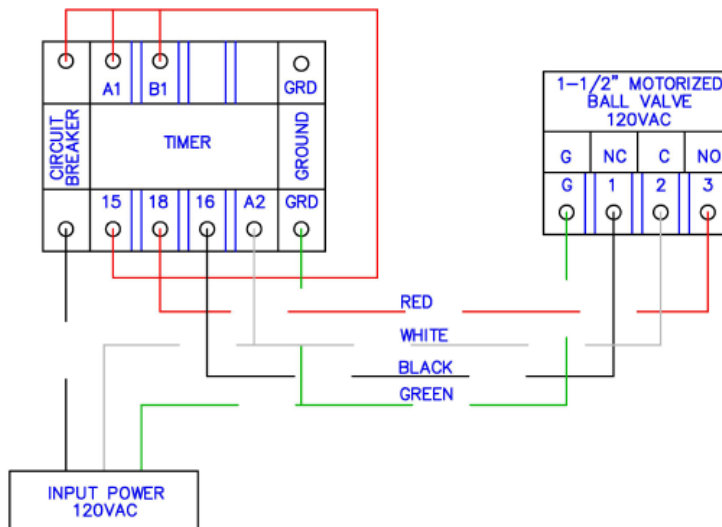 A1 B1 GRD
CIRCUIT
BREAKER
TIMER
GROUND
15 18 16 A2 GRD
1-1/2" MOTORIZED
BALL VALVE
120VAC
G NC C NO
G 1 2 3
RED
WHITE
BLACK
GREEN
INPUT POWER
120VAC